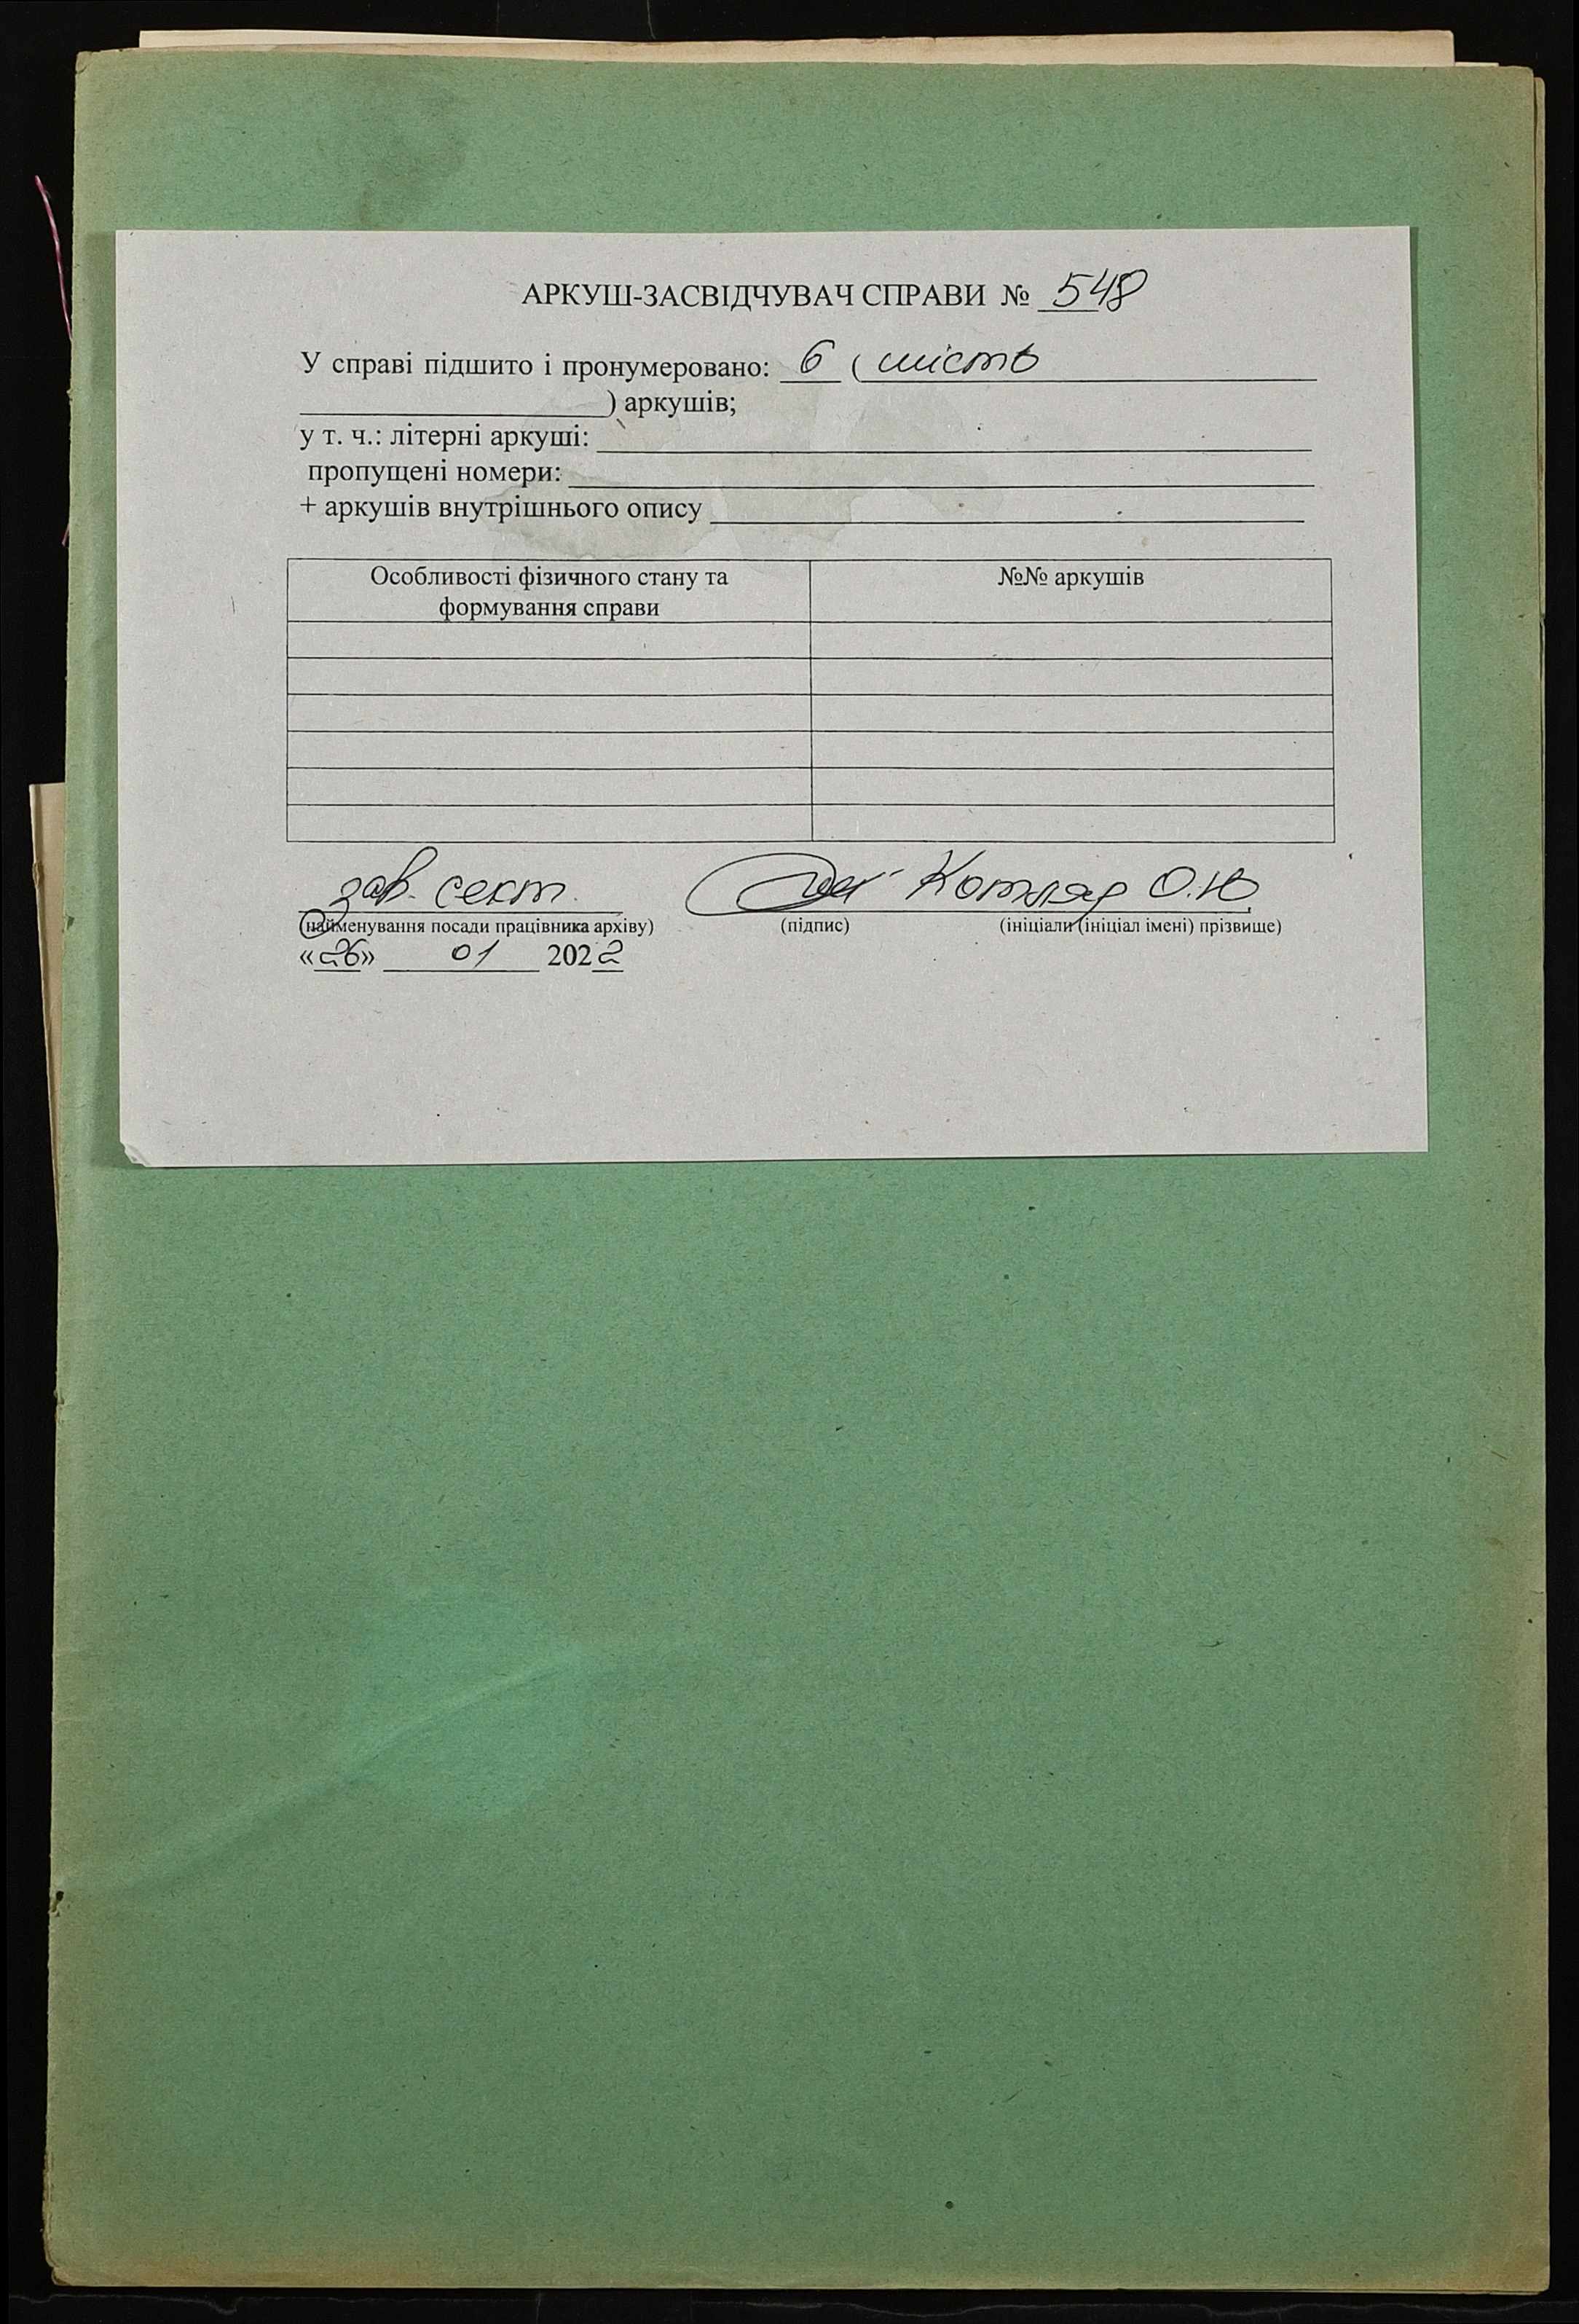 АРКУШ-ЗАСВІДЧУВАЧ СПРАВИ № 548
У справі підшито і пронумеровано: 6 ( шість
) аркушів;
у т. ч.: літерні аркуші:
пропущені номери:
+ аркушів внутрішнього опису
Особливості фізичного стану та №№ аркушів
формування справи
зав. сект. Котляр О.Ю
(найменування посади працівника архіву) (підпис) (ініціали (ініціал імені) прізвище)
«26» 01 2022